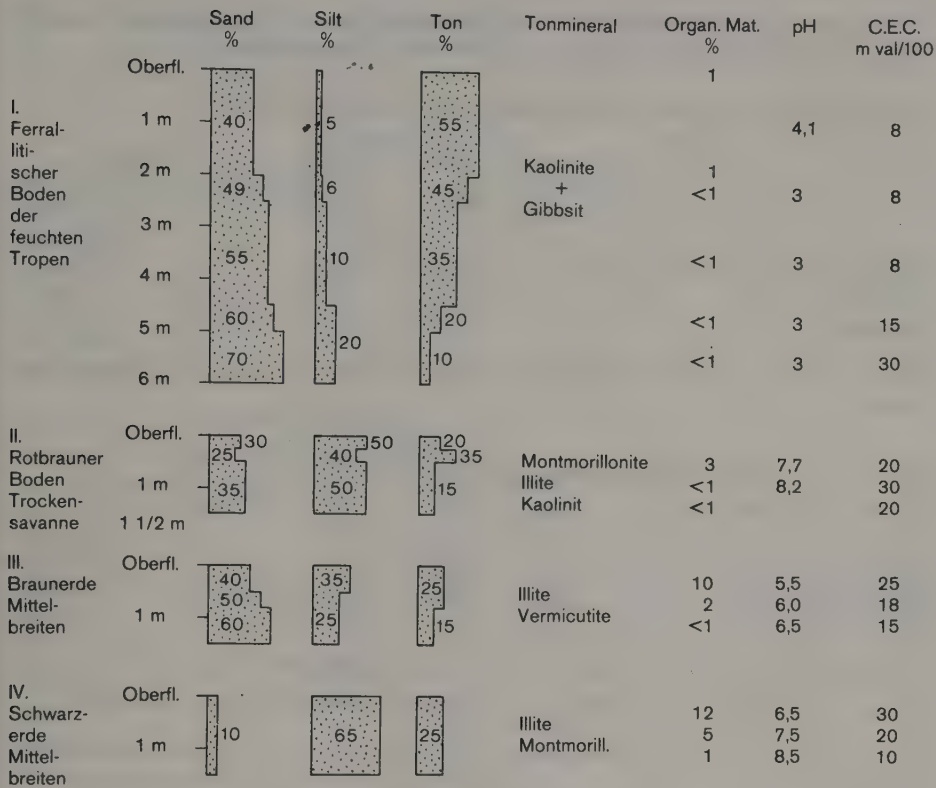 Sand Silt Ton Tonmineral Organ. Mat. pH C.E.C.
% % % % m val/100
I.
Ferral-
liti-
scher
Boden
der
feuchten
Tropen
Oberfl. 1
1 m 40 5 55 4,1 8
2 m Kaolinite 1
49 6 45 + <1 3 8
Gibbsit
3 m
55 10 35 <1 3 8
4 m
60 20 <1 3 15
5 m
20
70 10 <1 3 30
6 m
II.
Rotbrauner
Boden
Trocken-
savanne
Oberfl. 30 50 20
25 40 35 Montmorillonite 3 7,7 20
1 m 35 50 15 Illite <1 8,2 30
Kaolinit <1 20
1 1/2 m
III.
Braunerde
Mittel-
breiten
Oberfl.
40 35 25 Illite 10 5,5 25
50 Vermicutite 2 6,0 18
1 m 60 25 15 <1 6,5 15
IV.
Schwarz-
erde
Mittel-
breiten
Oberfl.
10 65 25 Illite 12 6,5 30
1 m Montmorill. 5 7,5 20
1 8,5 10